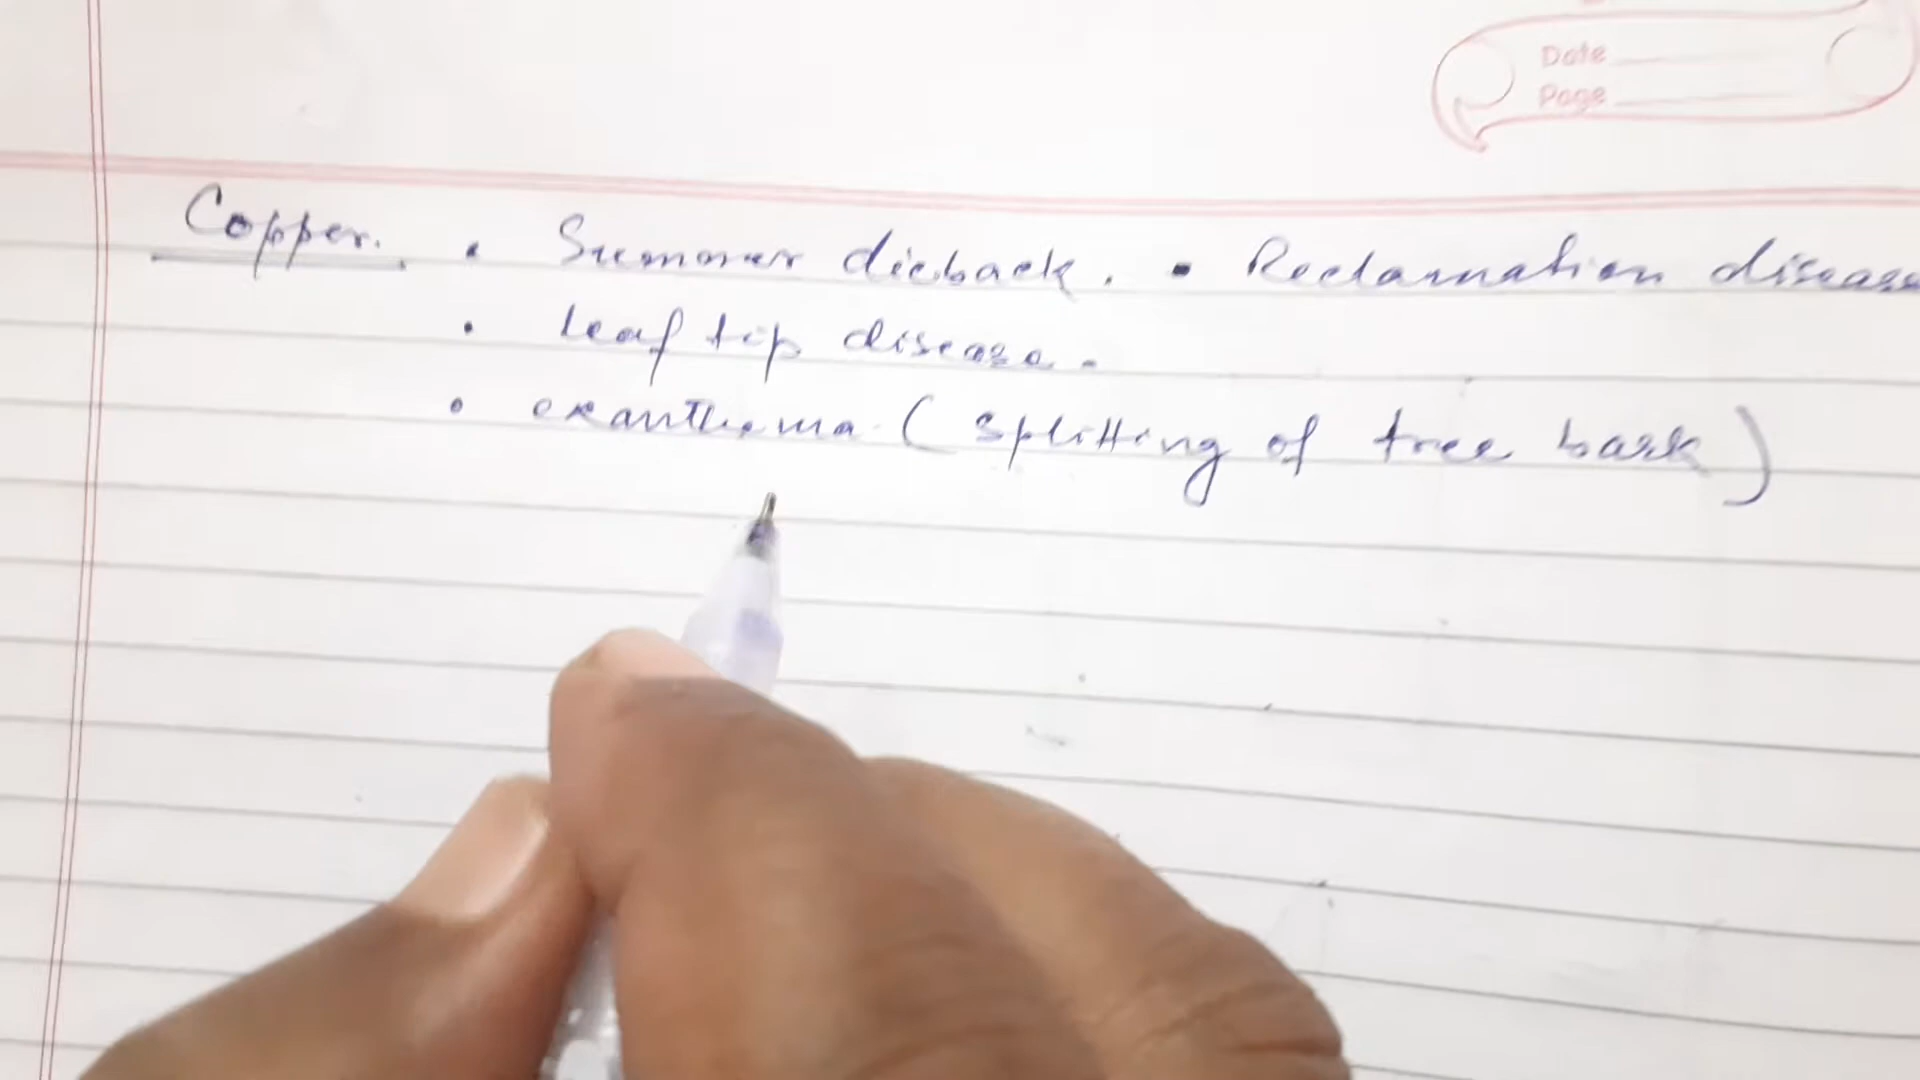 Date
Page
Copper. • Summer dieback. • Reclamation disease
• leaf tip disease.
• exanthema (splitting of tree bark)